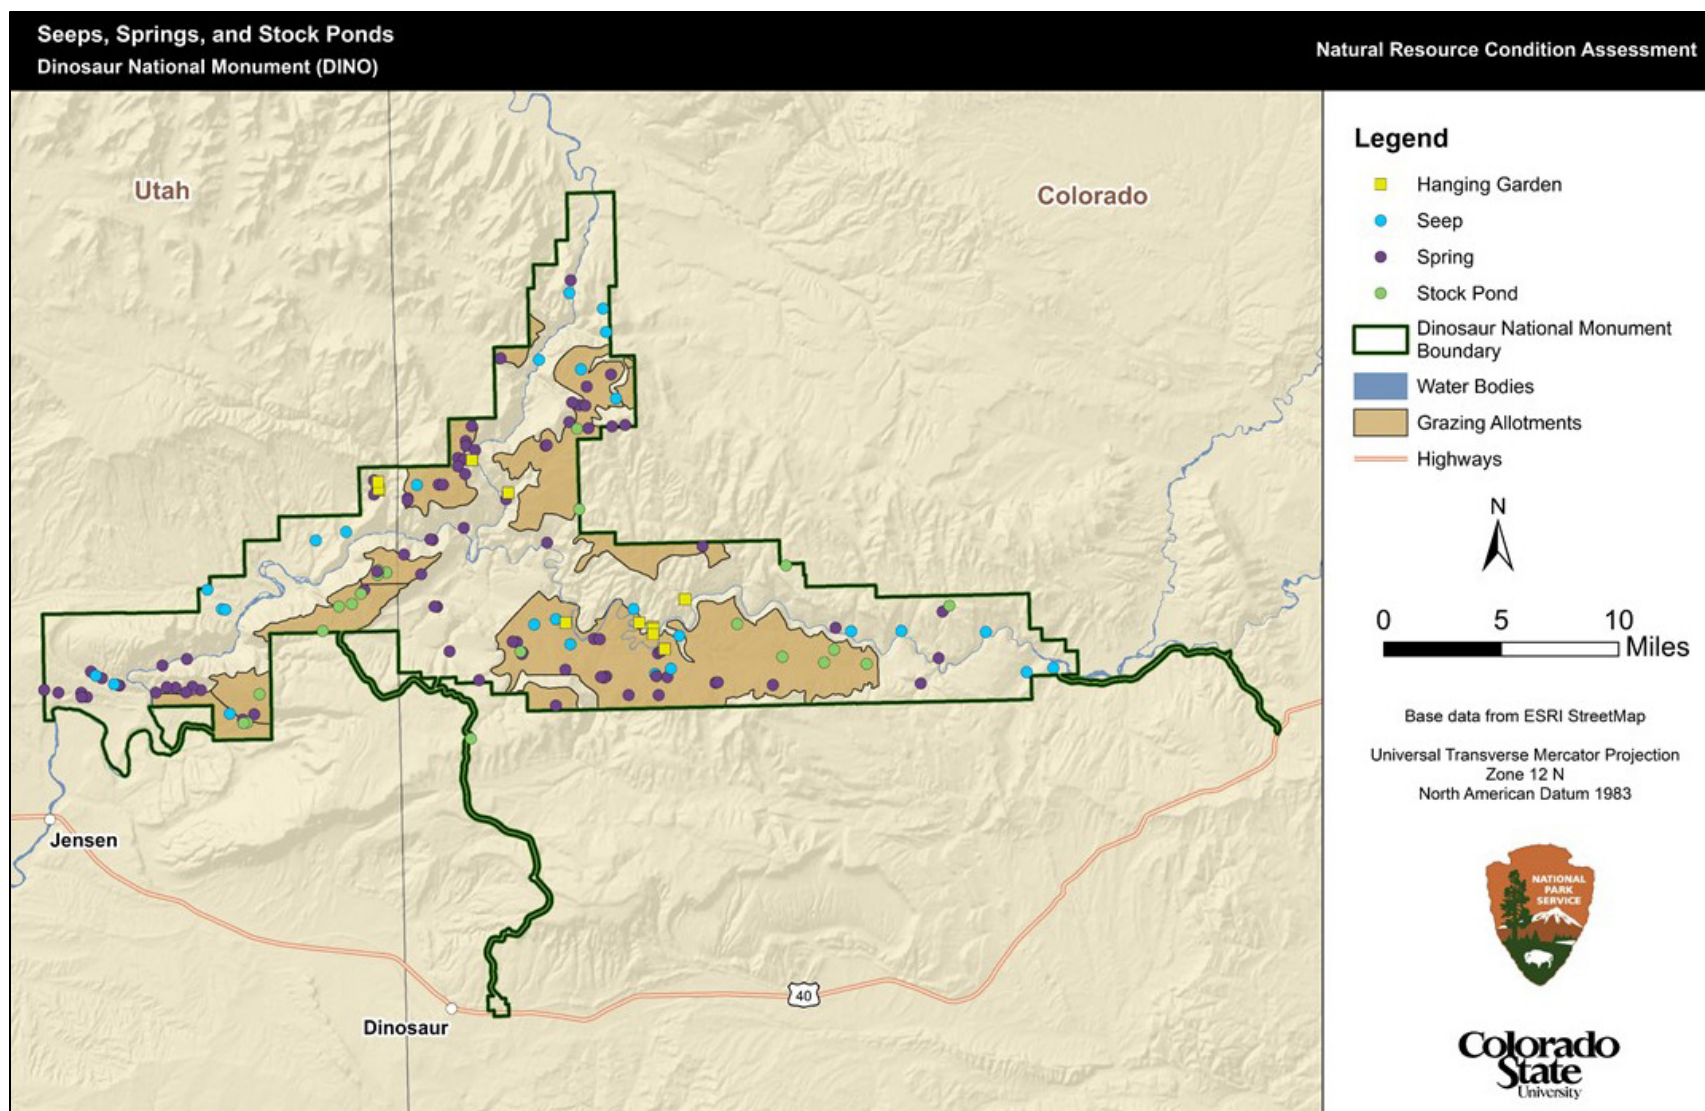 Seeps, Springs, and Stock Ponds
Dinosaur National Monument (DINO)
Natural Resource Condition Assessment
Utah
Colorado
Jensen
Dinosaur
40
Legend
Hanging Garden
Seep
Spring
Stock Pond
Dinosaur National Monument
Boundary
Water Bodies
Grazing Allotments
Highways
N
0 5 10
Miles
Base data from ESRI StreetMap
Universal Transverse Mercator Projection
Zone 12 N
North American Datum 1983
NATIONAL
PARK
SERVICE
Colorado
State
University